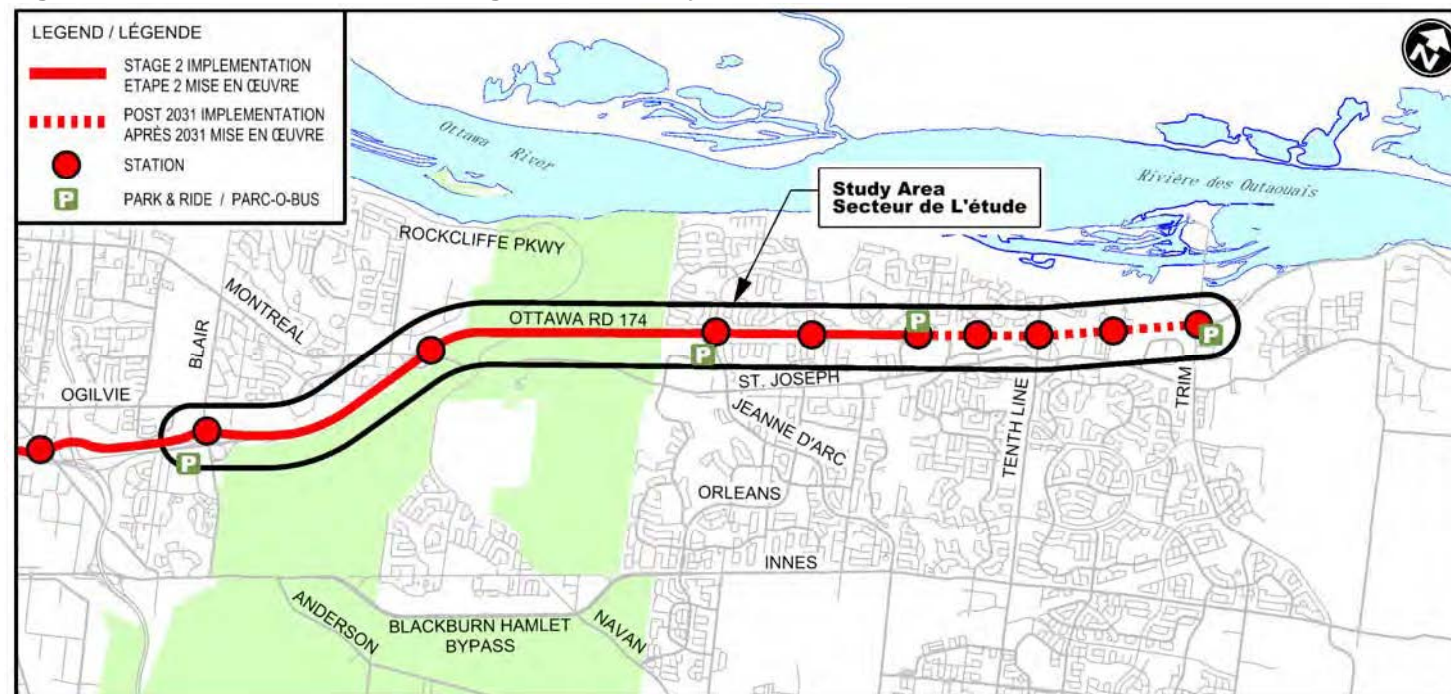 LEGEND / LÉGENDE
STAGE 2 IMPLEMENTATION
ETAPE 2 MISE EN ŒUVRE
POST 2031 IMPLEMENTATION
APRÈS 2031 MISE EN ŒUVRE
STATION
P
PARK & RIDE / PARC-O-BUS
N
Ottawa River
Rivière des Outaouais
Study Area
Secteur de L'étude
ROCKCLIFFE PKWY
MONTREAL
BLAIR
OGILVIE
OTTAWA RD 174
P
P
P
P
ST. JOSEPH
JEANNE D'ARC
TENTH LINE
TRIM
ORLEANS
INNES
ANDERSON
BLACKBURN HAMLET
BYPASS
NAVAN